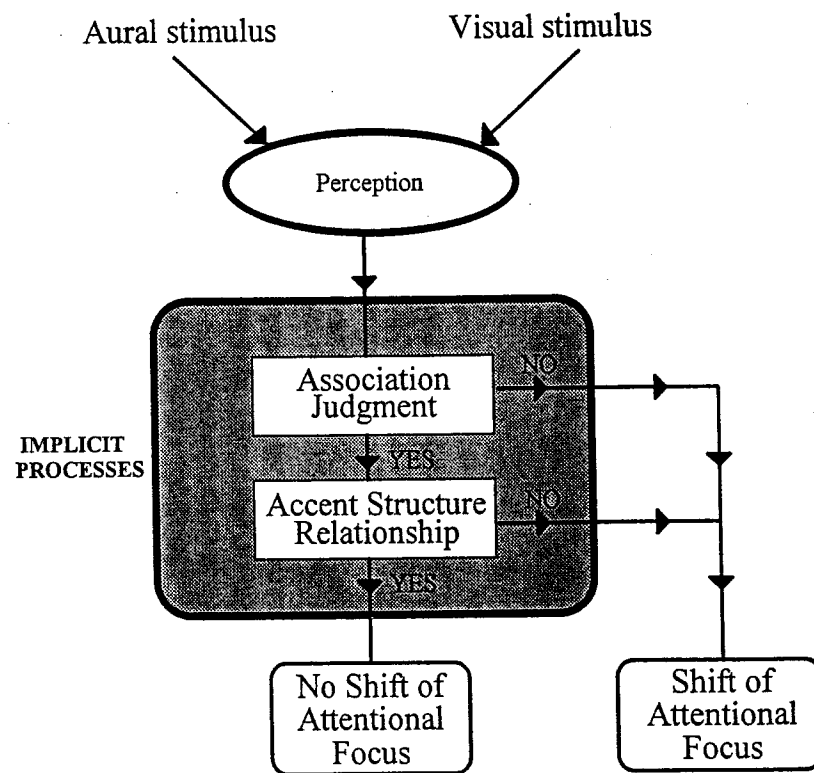 Aural stimulus
Visual stimulus
Perception
Association
Judgment
NO
IMPLICIT
PROCESSES
YES
Accent Structure
Relationship
NO
YES
No Shift of
Attentional
Focus
Shift of
Attentional
Focus